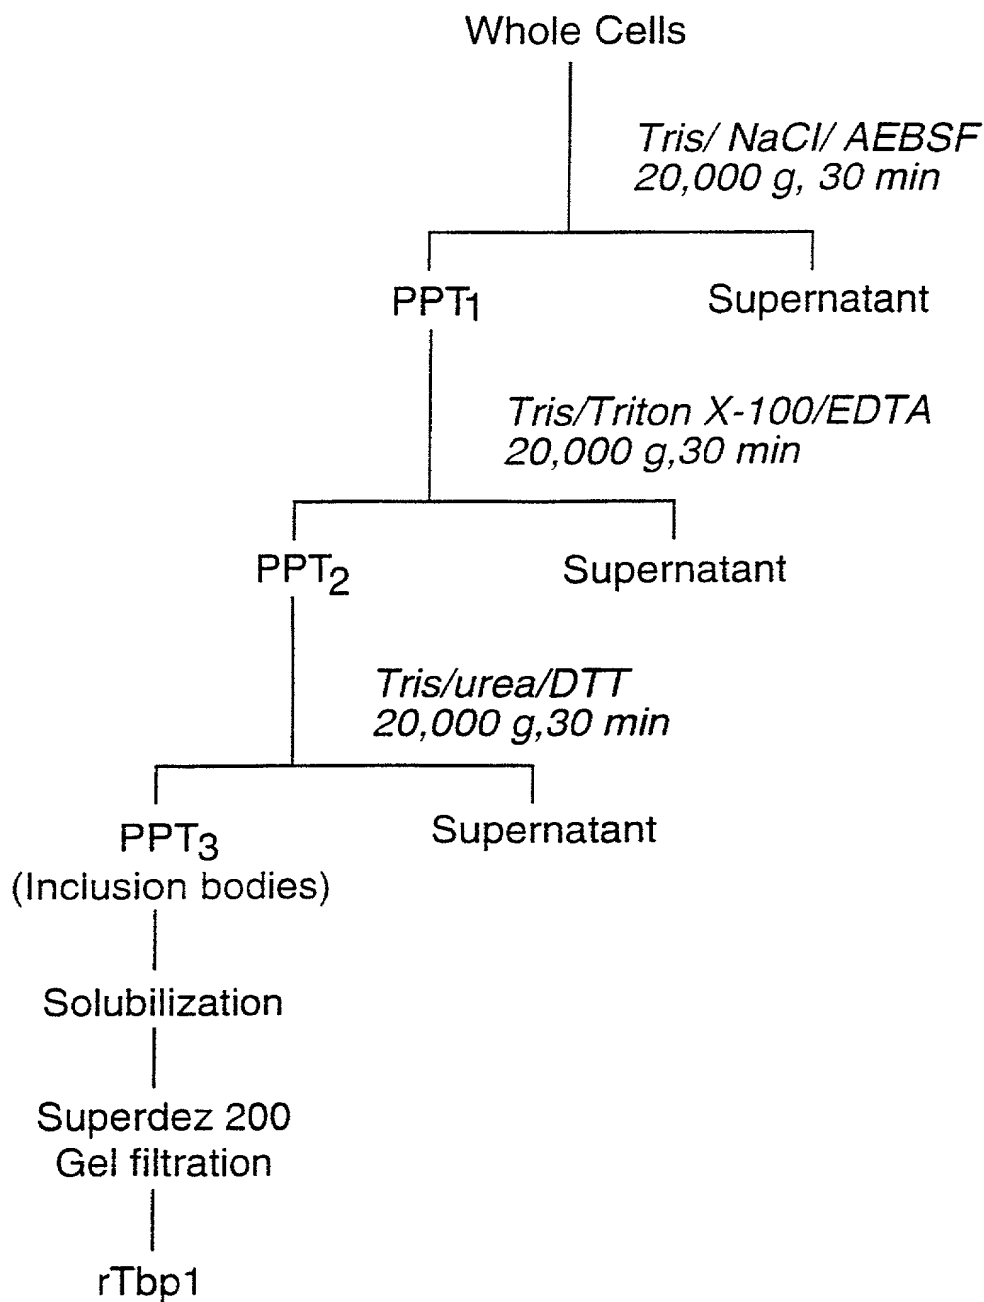 Whole Cells
Tris/ NaCl/ AEBSF
20,000 g, 30 min
PPT1
Supernatant
Tris/Triton X-100/EDTA
20,000 g,30 min
PPT2
Supernatant
Tris/urea/DTT
20,000 g,30 min
PPT3
Supernatant
(Inclusion bodies)
Solubilization
Superdez 200
Gel filtration
rTbp1